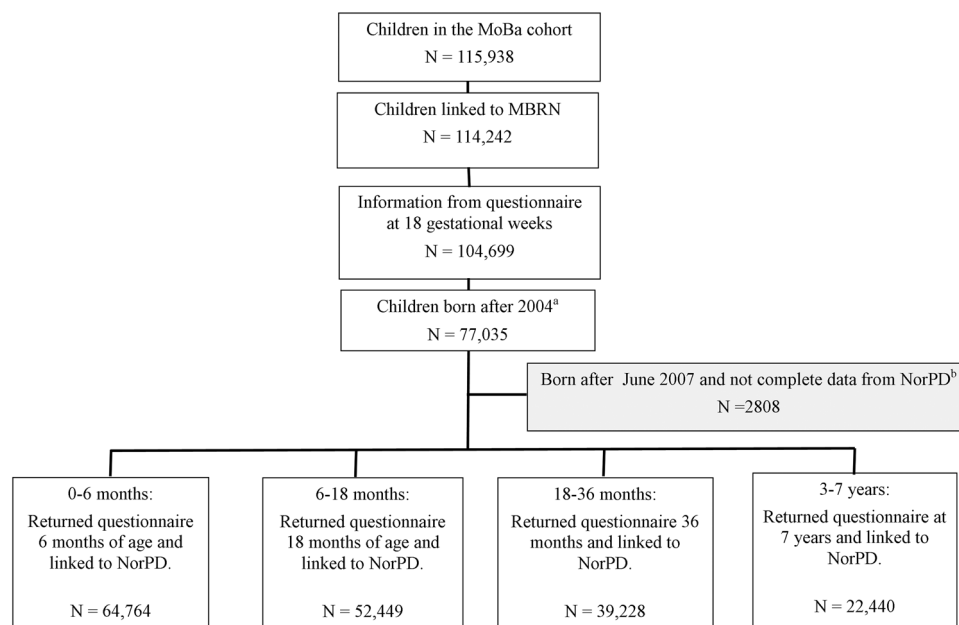 Children in the MoBa cohort
N = 115,938
Children linked to MBRN
N = 114,242
Information from questionnaire
at 18 gestational weeks
N = 104,699
Children born after 2004a
N = 77,035
Born after June 2007 and not complete data from NorPDb
N =2808
0-6 months:
Returned questionnaire
6 months of age and
linked to NorPD.
N = 64,764
6-18 months:
Returned questionnaire
18 months of age and
linked to NorPD.
N = 52,449
18-36 months:
Returned questionnaire 36
months and linked to
NorPD.
N = 39,228
3-7 years:
Returned questionnaire at
7 years and linked to
NorPD.
N = 22,440